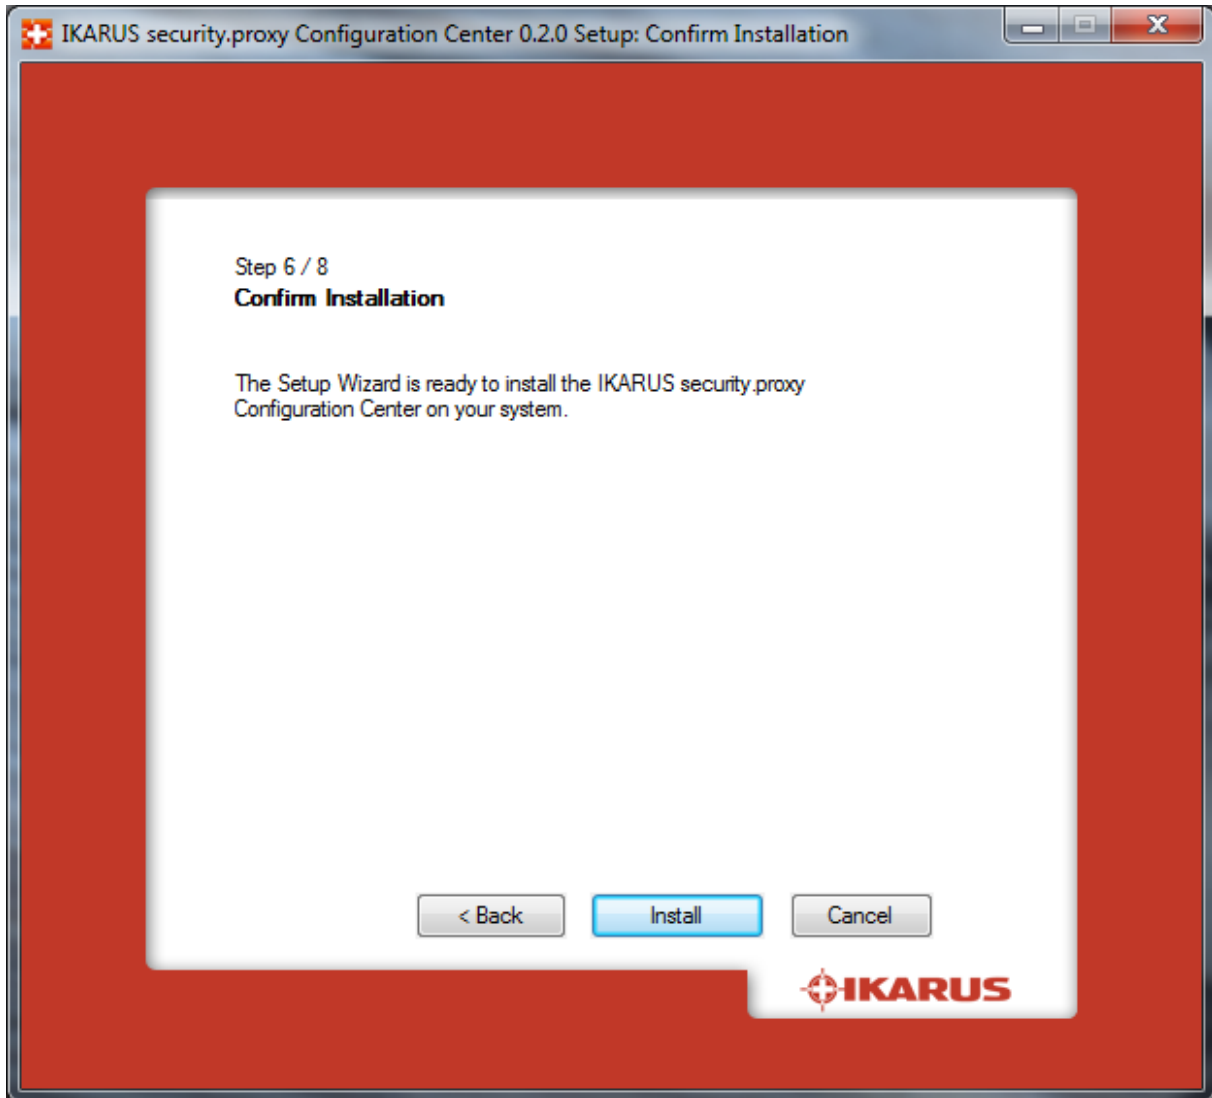 IKARUS security.proxy Configuration Center 0.2.0 Setup: Confirm Installation
Step 6 / 8
Confirm Installation
The Setup Wizard is ready to install the IKARUS security.proxy
Configuration Center on your system.
< Back Install Cancel
IKARUS